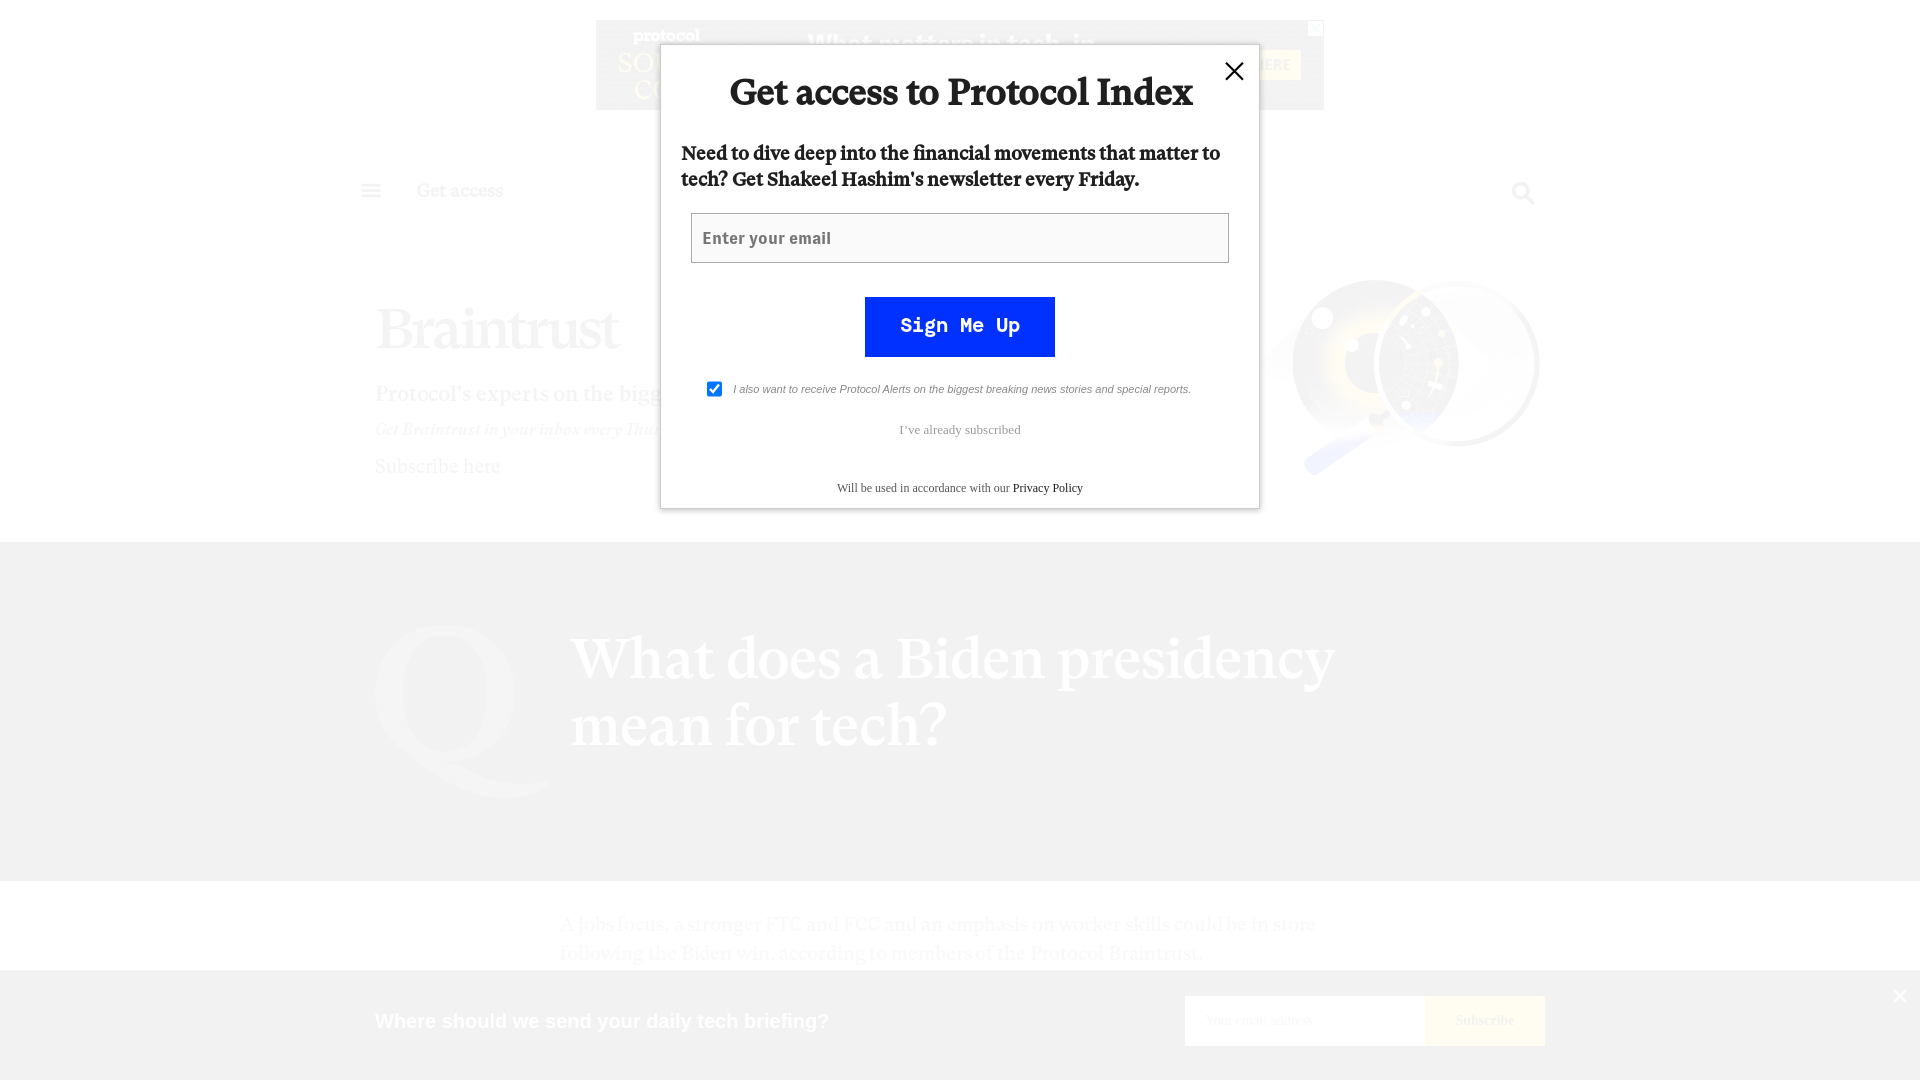 protocol
What matters in tech, in
SO
CO
HERE
Get access to Protocol Index
Need to dive deep into the financial movements that matter to
tech? Get Shakeel Hashim's newsletter every Friday.
Enter your email
Sign Me Up
I also want to receive Protocol Alerts on the biggest breaking news stories and special reports.
I've already subscribed
Will be used in accordance with our Privacy Policy
Get access
Braintrust
Protocol's experts on the bigg
Get Braintrust in your inbox every Thur
Subscribe here
Q
What does a Biden presidency
mean for tech?
A jobs focus, a stronger FTC and FCC and an emphasis on worker skills could be in store
following the Biden win, according to members of the Protocol Braintrust.
Where should we send your daily tech briefing?
Your email address
Subscribe